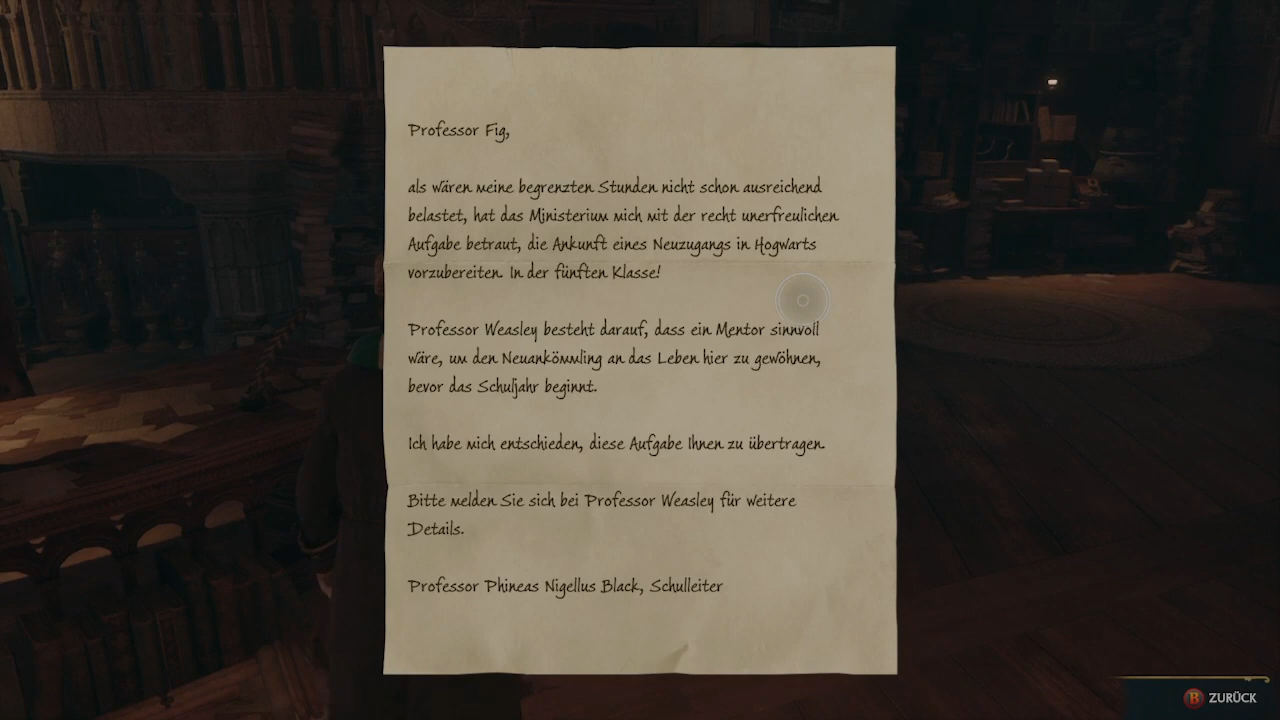 Professor Fig,
als wären meine begrenzten Stunden nicht schon ausreichend
belastet, hat das Ministerium mich mit der recht unerfreulichen
Aufgabe betraut, die Ankunft eines Neuzugangs in Hogwarts
vorzubereiten. In der fünften Klasse!
Professor Weasley besteht darauf, dass ein Mentor sinnvoll
wäre, um den Neuankömmling an das Leben hier zu gewöhnen,
bevor das Schuljahr beginnt.
Ich habe mich entschieden, diese Aufgabe Ihnen zu übertragen.
Bitte melden Sie sich bei Professor Weasley für weitere
Details.
Professor Phineas Nigellus Black, Schulleiter
B ZURÜCK